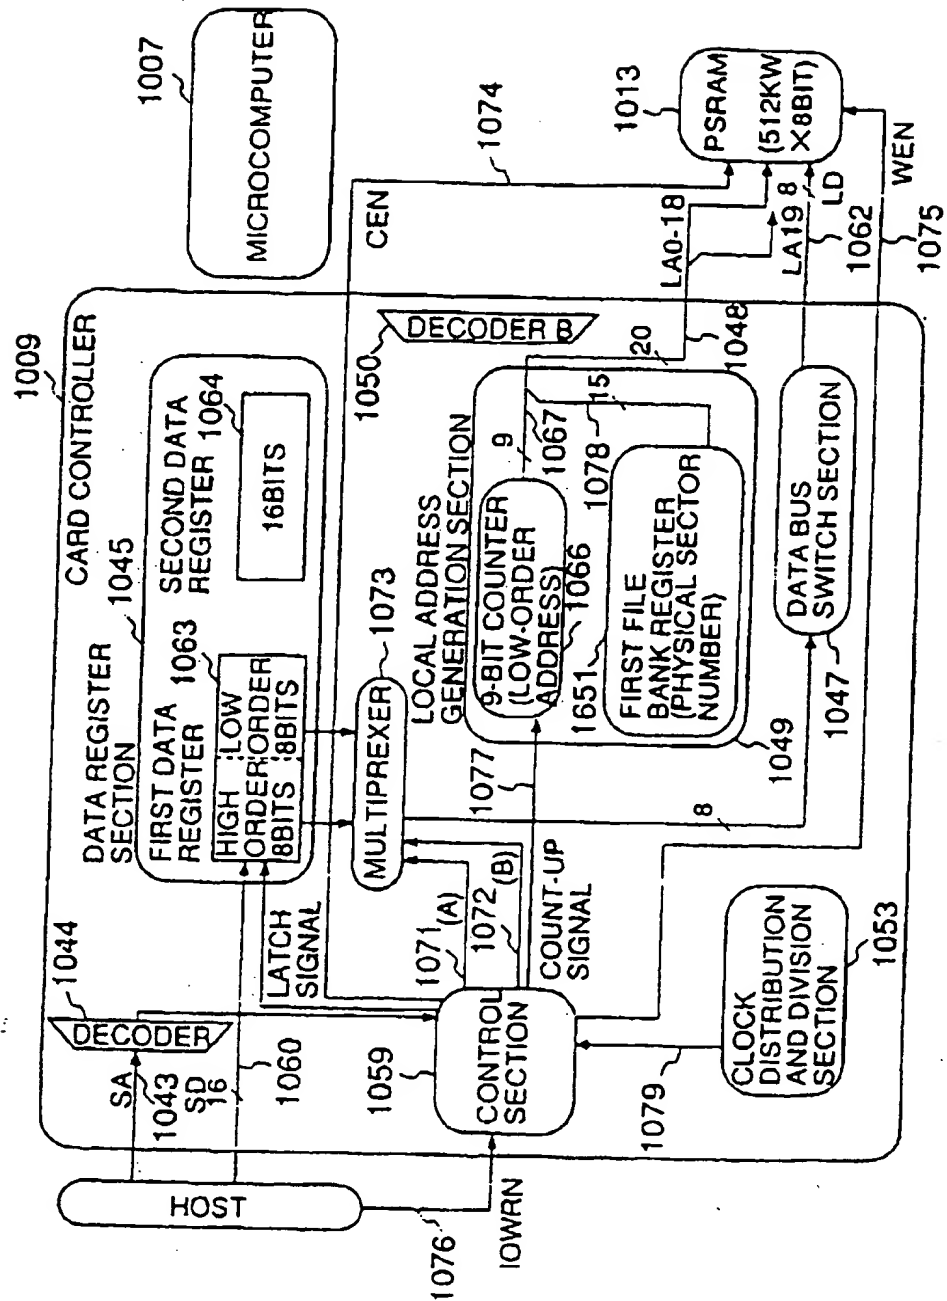 1009
CARD CONTROLLER
1007
MICROCOMPUTER
1045
DATA REGISTER
SECTION
FIRST DATA
REGISTER
1063
HIGH
ORDER
8BITS
LOW
ORDER
8BITS
SECOND DATA
REGISTER
1064
16BITS
1044
DECODER
SA
1043
SD
16
1060
LATCH
SIGNAL
HOST
1076
IOWRN
1059
CONTROL
SECTION
1071
(A)
1072
(B)
MULTIPREXER
1073
1077
COUNT-UP
SIGNAL
LOCAL ADDRESS
GENERATION SECTION
9-BIT COUNTER
(LOW-ORDER
ADDRESS)
1066
9
1067
1651
FIRST FILE
BANK REGISTER
(PHYSICAL SECTOR
NUMBER)
1078
15
1049
1050
DECODER B
20
1048
CEN
1074
LA0-18
LA19
8
LD
1062
1013
PSRAM
(512KW
×8BIT)
WEN
1075
8
DATA BUS
SWITCH SECTION
1047
1079
CLOCK
DISTRIBUTION
AND DIVISION
SECTION
1053